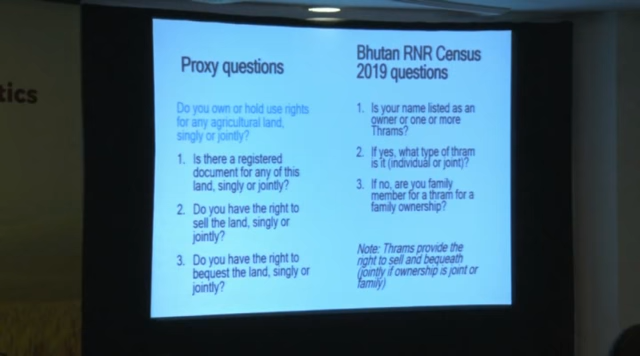 tics
Proxy questions
Do you own or hold use rights
for any agricultural land,
singly or jointly?
1. Is there a registered
document for any of this
land, singly or jointly?
2. Do you have the right to
sell the land, singly or
jointly?
3. Do you have the right to
bequest the land, singly or
jointly?
Bhutan RNR Census
2019 questions
1. Is your name listed as an
owner or one or more
Thrams?
2. If yes, what type of thram
is it (individual or joint)?
3. If no, are you family
member for a thram for a
family ownership?
Note: Thrams provide the
right to sell and bequeath
(jointly if ownership is joint or
family)